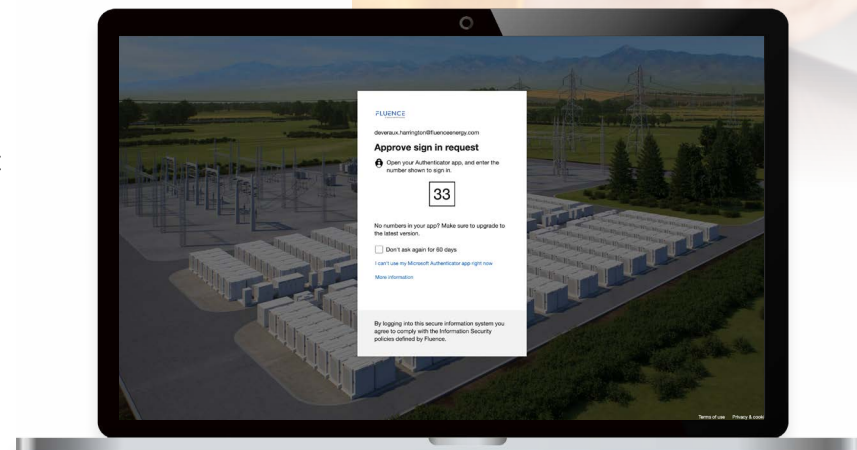 FLUENCE
deveraux.harrington@fluenceenergy.com
Approve sign in request
Open your Authenticator app, and enter the
number shown to sign in.
33
No numbers in your app? Make sure to upgrade to
the latest version.
Don't ask again for 60 days
I can't use my Microsoft Authenticator app right now
More information
By logging into this secure information system you
agree to comply with the Information Security
policies defined by Fluence.
Terms of use Privacy & cooki